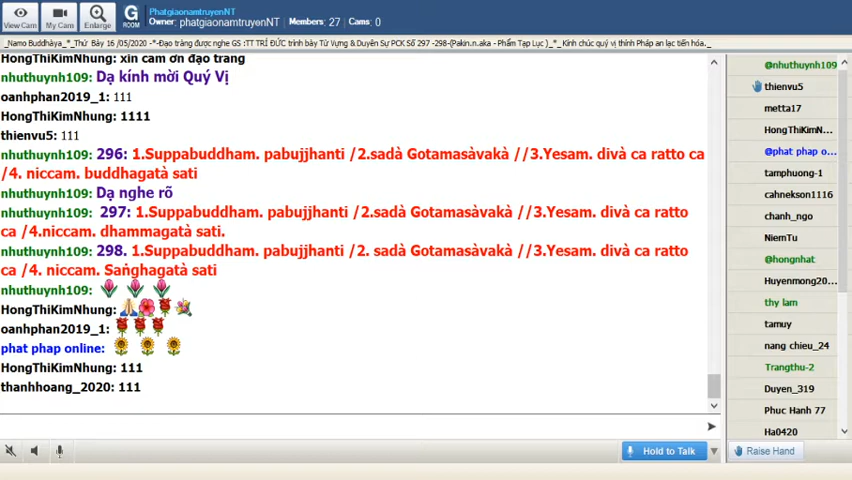 View Cam
My Cam
Enlarge
G
ROOM
PhatgiaonamtruyenNT
Owner: phatgiaonamtruyenNT Members: 27 Cams: 0
_Namo Buddhàya_*_Thứ Bảy 16 /05/2020 -*-Đạo tràng được nghe GS :TT TRÍ ĐỨC trình bày Từ Vựng &Duyên Sự PCK Số 297 -298-(Pakin.n.aka - Phẩm Tạp Lục )_*_Kính chúc quý vị thính Pháp an lạc tiến hóa._
HongThiKimNhung: xin cám ơn đạo tràng
nhuthuynh109: Dạ kính mời Quý Vị
oanhphan2019_1: 111
HongThiKimNhung: 1111
thienvu5: 111
nhuthuynh109: 296: 1.Suppabuddham. pabujjhanti /2.sadà Gotamasàvakà //3.Yesam. divà ca ratto ca
/4. niccam. buddhagatà sati
nhuthuynh109: Dạ nghe rõ
nhuthuynh109: 297: 1.Suppabuddham. pabujjhanti /2.sadà Gotamasàvakà //3.Yesam. divà ca ratto
ca /4.niccam. dhammagatà sati.
nhuthuynh109: 298. 1.Suppabuddham. pabujjhanti /2. sadà Gotamasàvakà //3.Yesam. divà ca ratto
ca /4. niccam. Saṅghagatà sati
nhuthuynh109:
HongThiKimNhung:
oanhphan2019_1:
phat phap online:
HongThiKimNhung: 111
thanhhoang_2020: 111
@nhuthuynh109
thienvu5
metta17
HongThiKimN...
@phat phap o...
tamphuong-1
cahnekson1116
chanh_ngo
NiemTu
@hongnhat
Huyenmong20...
thy lam
tamuy
nang chieu_24
Trangthu-2
Duyen_319
Phuc Hanh 77
Ha0420
Hold to Talk
Raise Hand